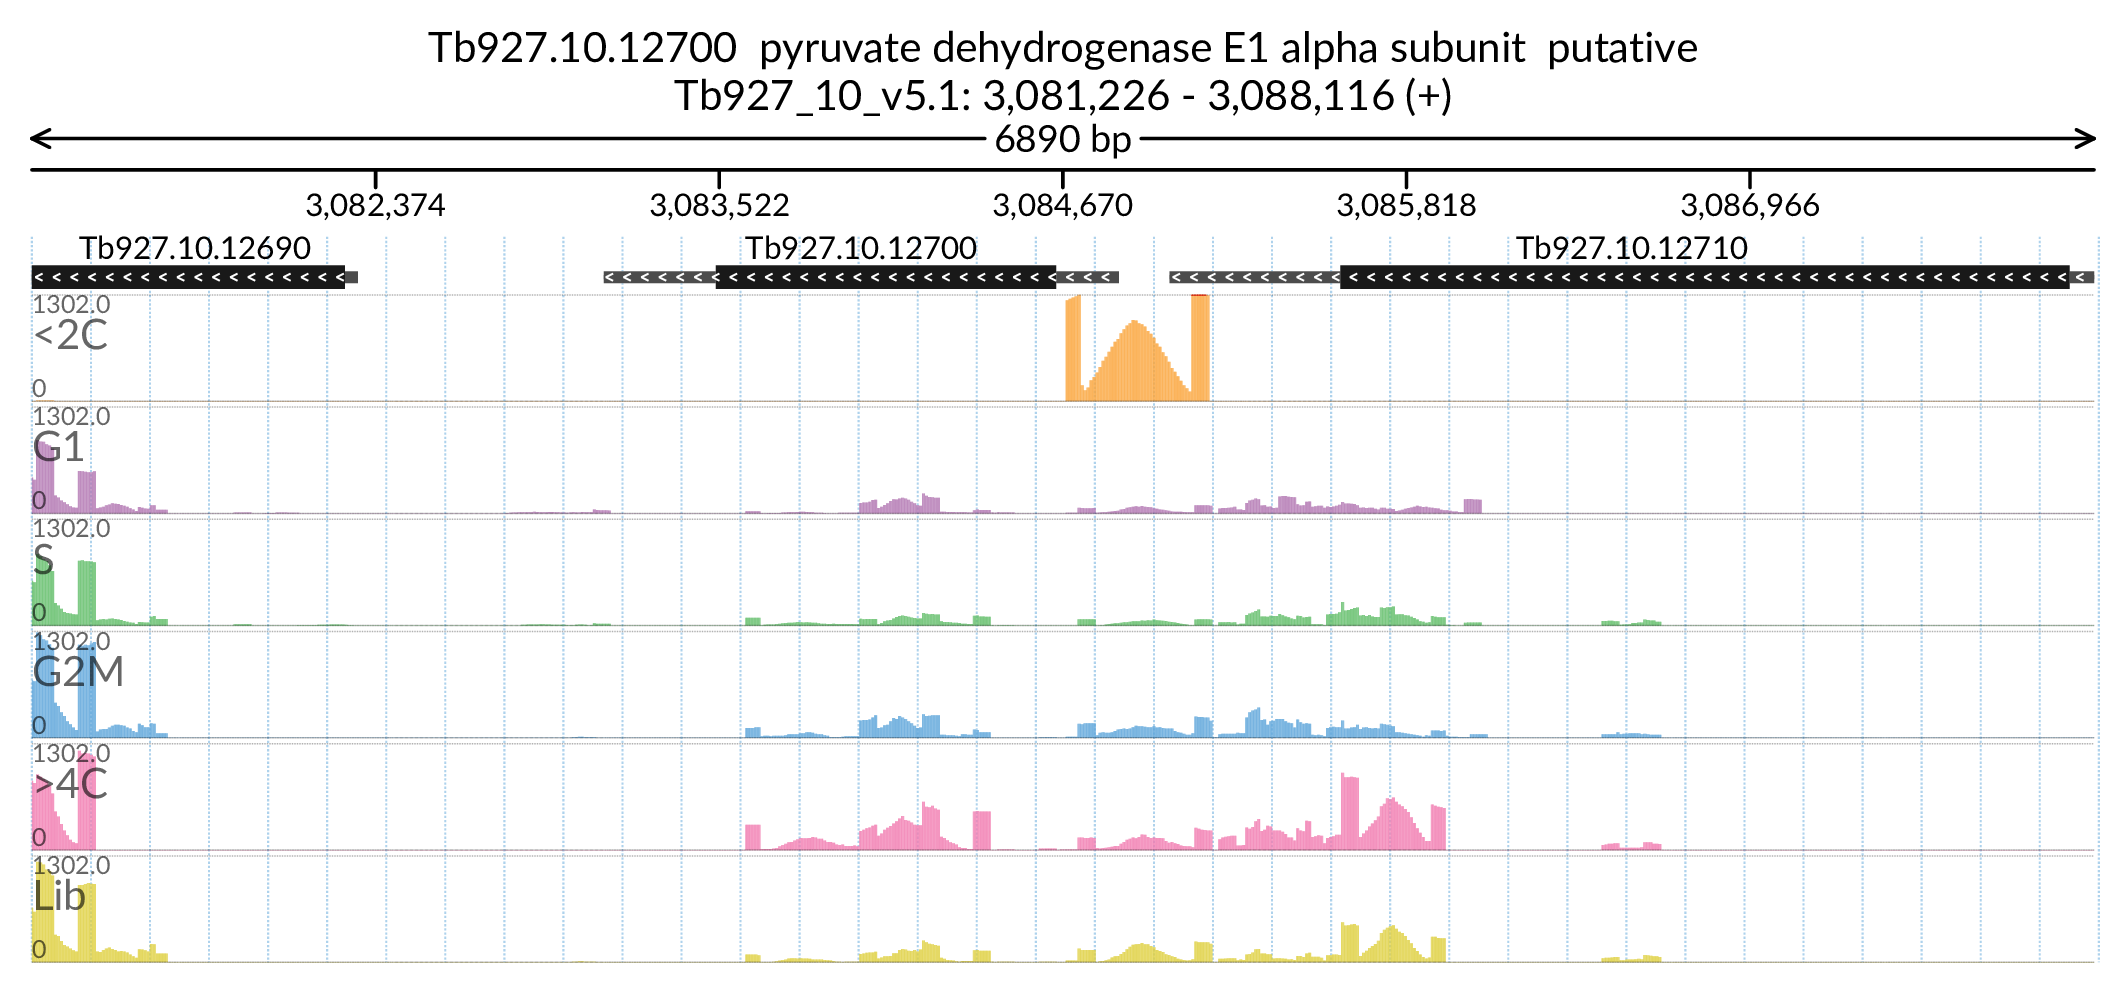 Tb927.10.12700  pyruvate dehydrogenase E1 alpha subunit  putative
Tb927_10_v5.1: 3,081,226 - 3,088,116 (+)
6890 bp
3,082,374 3,083,522 3,084,670 3,085,818 3,086,966
Tb927.10.12690 Tb927.10.12700 Tb927.10.12710
1302.0
<2C
0
1302.0
G1
0
1302.0
S
0
1302.0
G2M
0
1302.0
>4C
0
1302.0
Lib
0